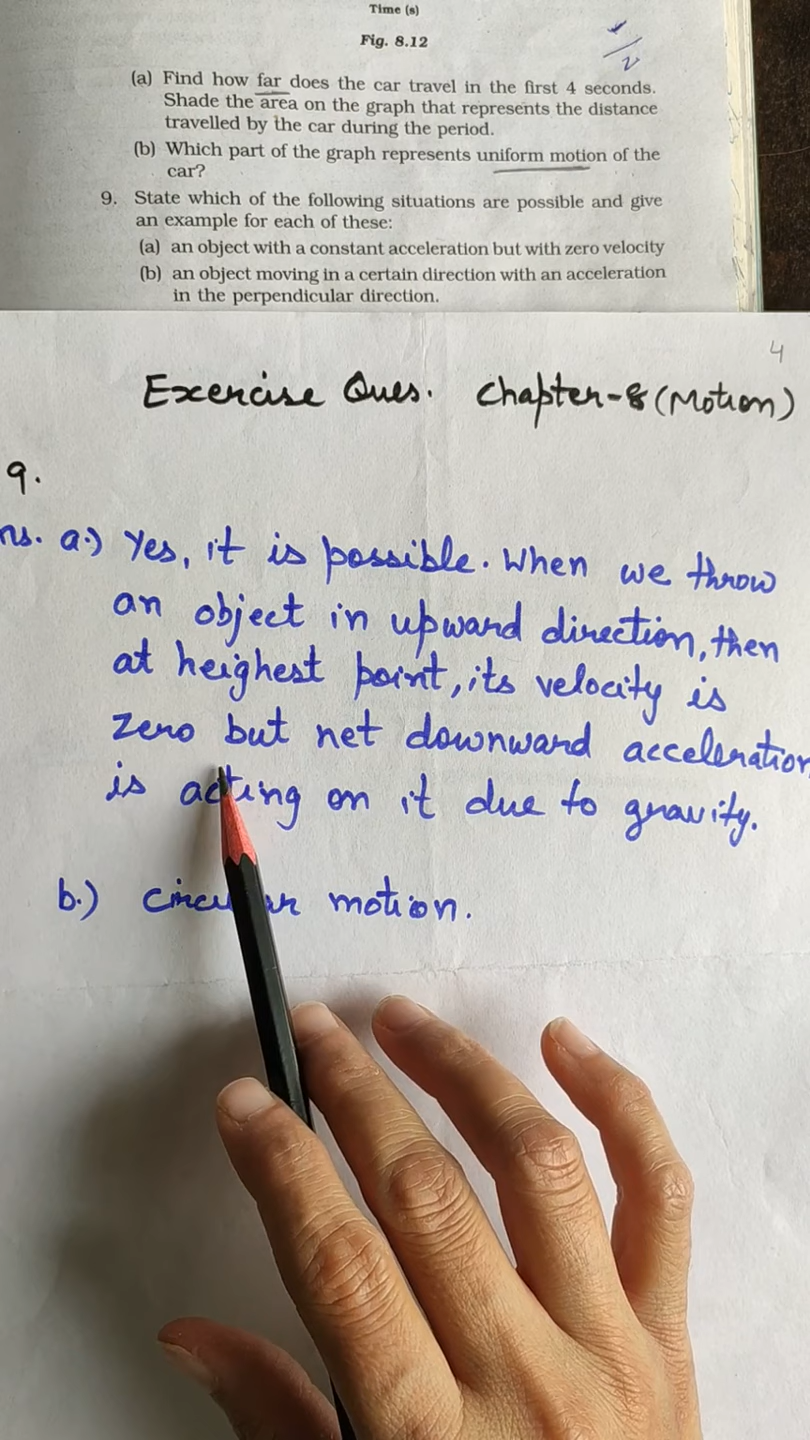 Time (s)
Fig. 8.12
(a) Find how far does the car travel in the first 4 seconds.
Shade the area on the graph that represents the distance
travelled by the car during the period.
(b) Which part of the graph represents uniform motion of the
car?
9. State which of the following situations are possible and give
an example for each of these:
(a) an object with a constant acceleration but with zero velocity
(b) an object moving in a certain direction with an acceleration
in the perpendicular direction.
4
Exercise Ques. Chapter-8 (Motion)
9.
ns. a.) Yes, it is possible. When we throw
an object in upward direction, then
at heighest point, its velocity is
zero but net downward acceleration
is acting on it due to gravity.
b.) circular motion.